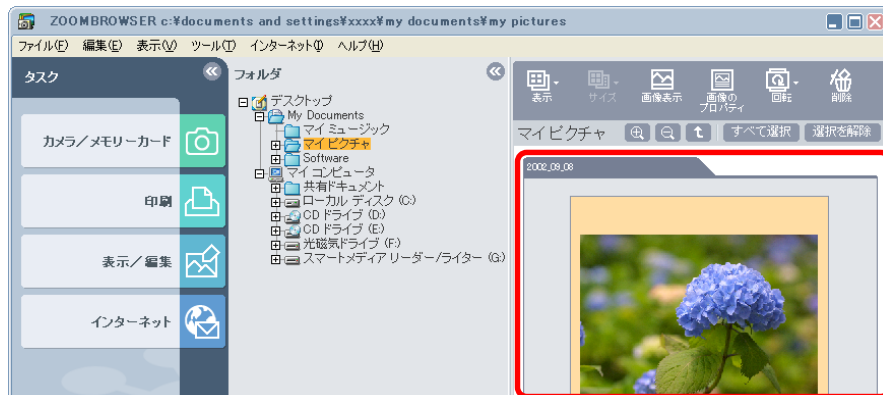 ZOOMBROWSER c:¥documents and settings¥xxxx¥my documents¥my pictures
ファイル(F) 編集(E) 表示(V) ツール(T) インターネット(I) ヘルプ(H)
タスク
カメラ/メモリーカード
印刷
表示/編集
インターネット
フォルダ
デスクトップ
My Documents
マイ ミュージック
マイ ピクチャ
Software
マイ コンピュータ
共有ドキュメント
ローカル ディスク (C:)
CD ドライブ (D:)
CD ドライブ (E:)
光磁気ドライブ (F:)
スマートメディア リーダー/ライター (G:)
表示 サイズ 画像表示 画像のプロパティ 回転 削除
マイ ピクチャ すべて選択 選択を解除
2002_09_08